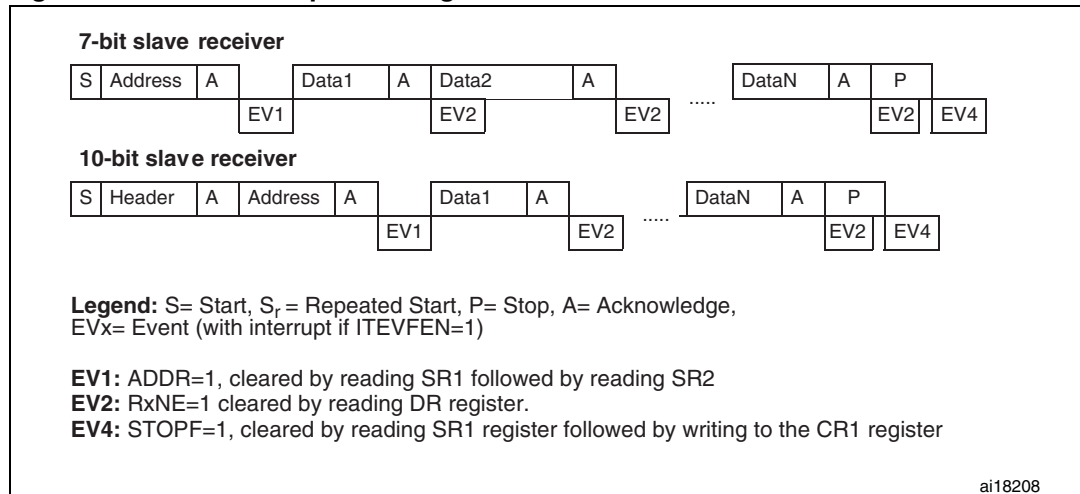 7-bit slave receiver
S Address A Data1 A Data2 A ..... DataN A P
EV1 EV2 EV2 EV2 EV4
10-bit slave receiver
S Header A Address A Data1 A ..... DataN A P
EV1 EV2 EV2 EV4
Legend: S= Start, Sr = Repeated Start, P= Stop, A= Acknowledge,
EVx= Event (with interrupt if ITEVFEN=1)
EV1: ADDR=1, cleared by reading SR1 followed by reading SR2
EV2: RxNE=1 cleared by reading DR register.
EV4: STOPF=1, cleared by reading SR1 register followed by writing to the CR1 register
ai18208